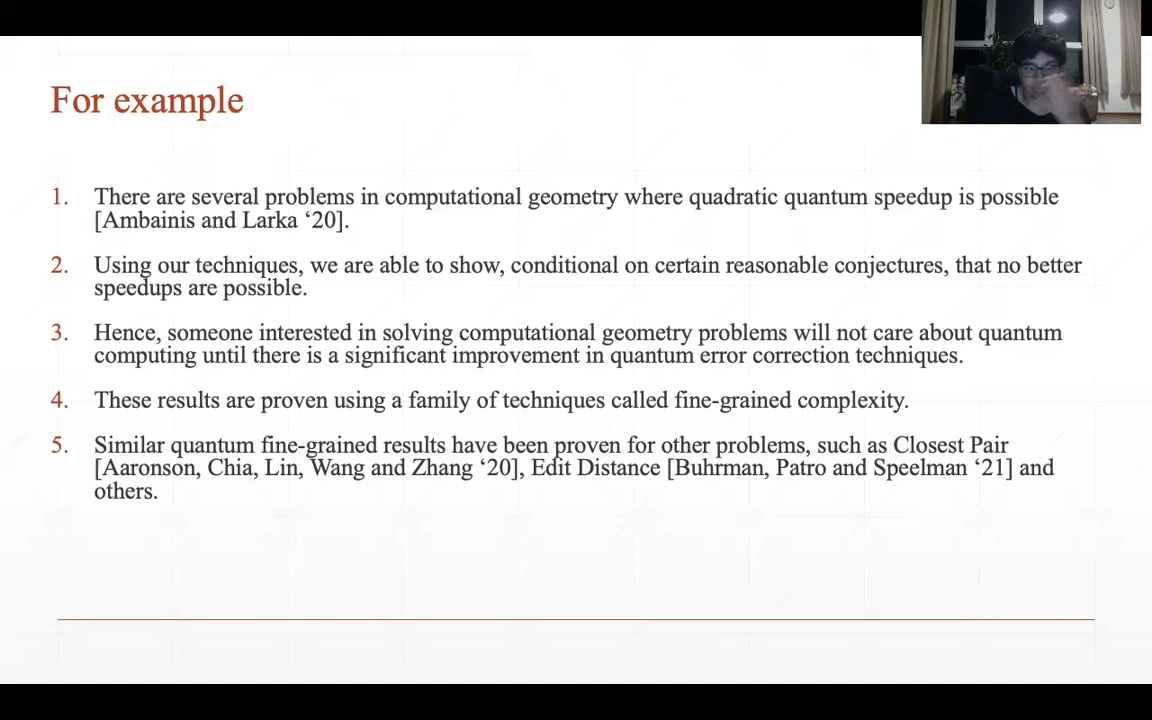 For example
1. There are several problems in computational geometry where quadratic quantum speedup is possible
[Ambainis and Larka ‘20].
2. Using our techniques, we are able to show, conditional on certain reasonable conjectures, that no better
speedups are possible.
3. Hence, someone interested in solving computational geometry problems will not care about quantum
computing until there is a significant improvement in quantum error correction techniques.
4. These results are proven using a family of techniques called fine-grained complexity.
5. Similar quantum fine-grained results have been proven for other problems, such as Closest Pair
[Aaronson, Chia, Lin, Wang and Zhang ‘20], Edit Distance [Buhrman, Patro and Speelman ‘21] and
others.